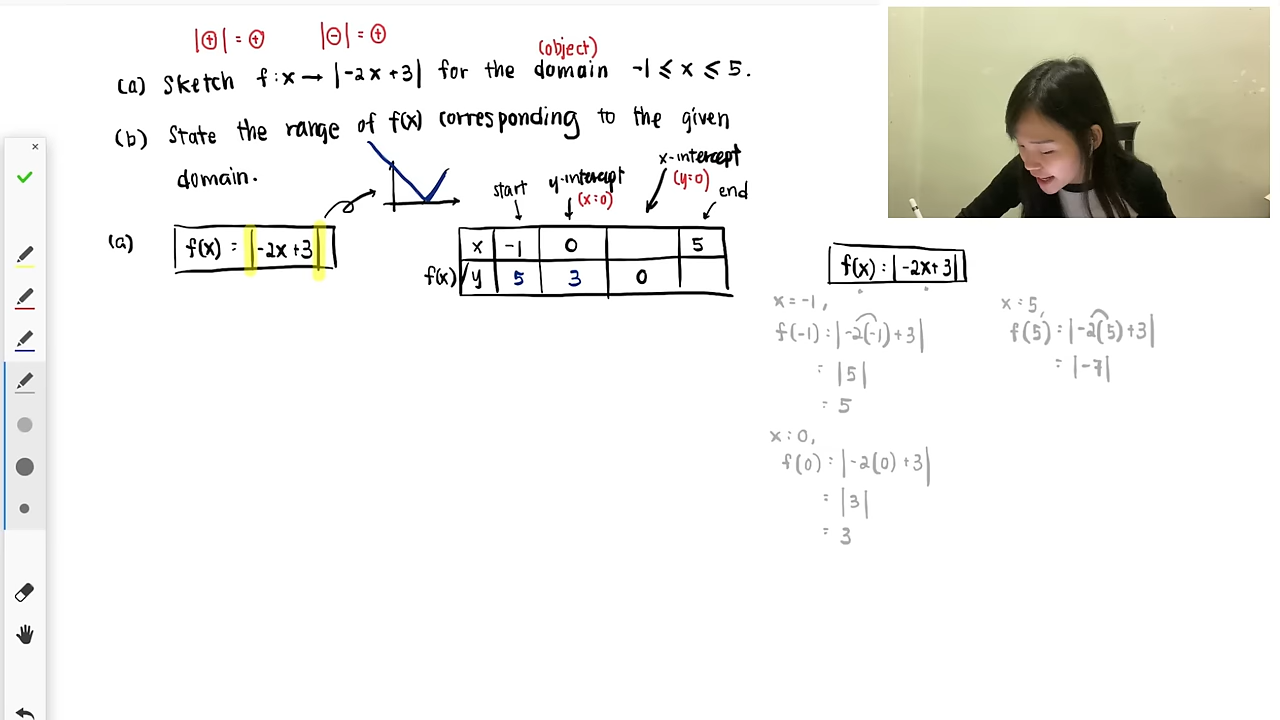 |⊕| = ⊕ |⊖| = ⊕
(object)
(a) Sketch f : x → |-2x + 3| for the domain -1 ≤ x ≤ 5.
(b) State the range of f(x) corresponding to the given
domain.
start y-intercept (x=0) x-intercept (y=0) end
(a) f(x) = |-2x + 3|
x -1 0 5
f(x)/y 5 3 0
f(x) = |-2x + 3|
x = -1,
f(-1) = |-2(-1) + 3|
= |5|
= 5
x = 0,
f(0) = |-2(0) + 3|
= |3|
= 3
x = 5,
f(5) = |-2(5) + 3|
= |-7|